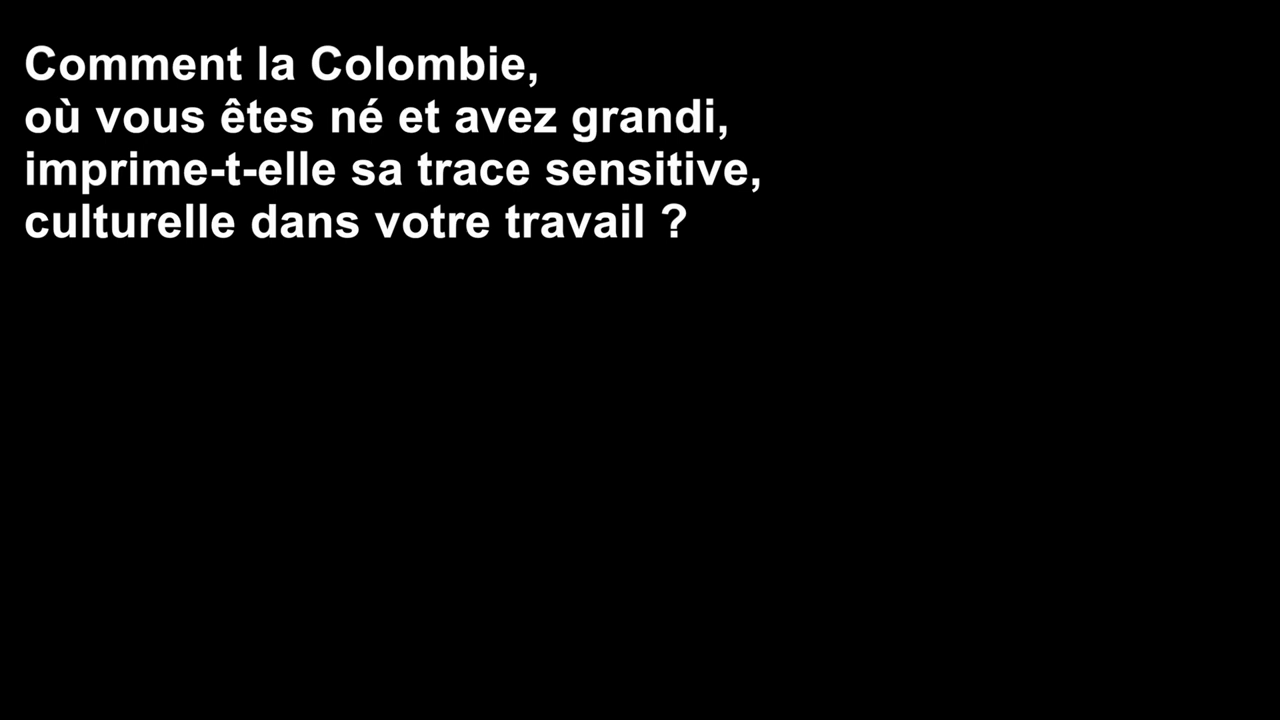 Comment la Colombie,
où vous êtes né et avez grandi,
imprime-t-elle sa trace sensitive,
culturelle dans votre travail ?